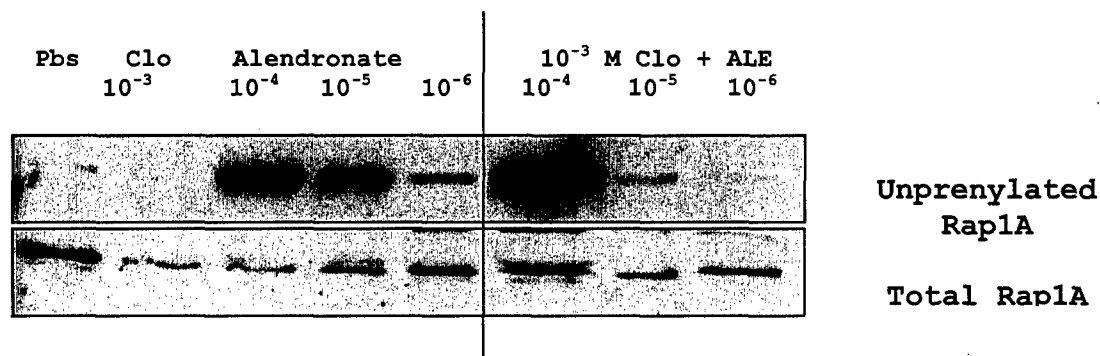 Pbs Clo Alendronate 10⁻³ M Clo + ALE
10⁻³ 10⁻⁴ 10⁻⁵ 10⁻⁶ 10⁻⁴ 10⁻⁵ 10⁻⁶
Unprenylated
Rap1A
Total Rap1A